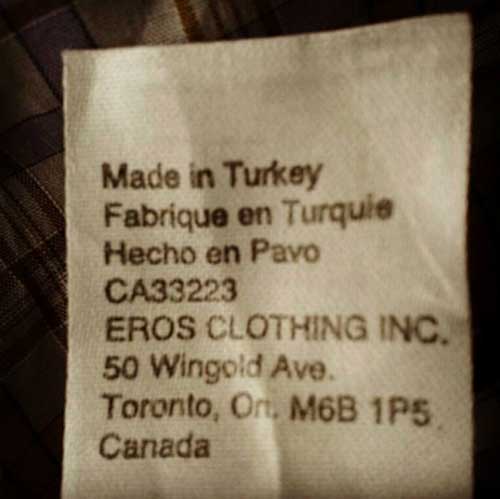 Made in Turkey
Fabrique en Turquie
Hecho en Pavo
CA33223
EROS CLOTHING INC.
50 Wingold Ave.
Toronto, On. M6B 1P5
Canada